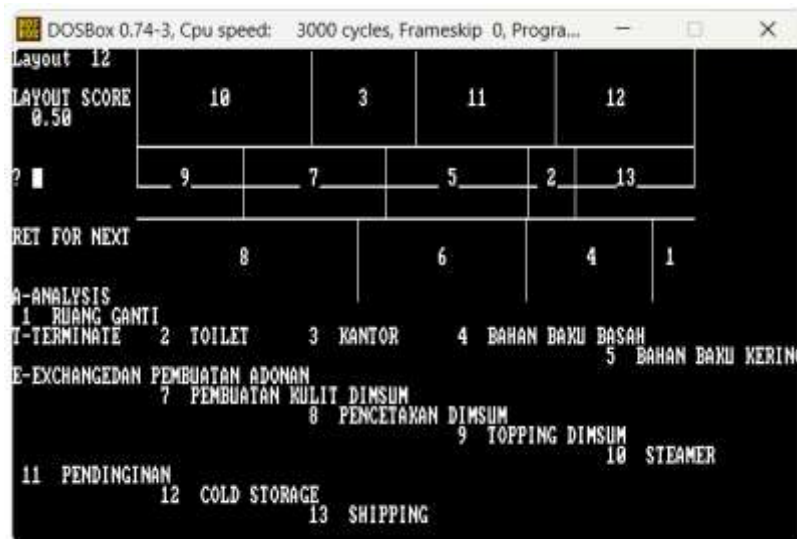 DOSBox 0.74-3, Cpu speed: 3000 cycles, Frameskip 0, Progra...
Layout 12
LAYOUT SCORE 10 3 11 12
0.50
? 9 7 5 2 13
RET FOR NEXT
8 6 4 1
A-ANALYSIS
1 RUANG GANTI
T-TERMINATE 2 TOILET 3 KANTOR 4 BAHAN BAKU BASAH
5 BAHAN BAKU KERING
E-EXCHANGEDAN PEMBUATAN ADONAN
7 PEMBUATAN KULIT DIMSUM
8 PENCETAKAN DIMSUM
9 TOPPING DIMSUM
10 STEAMER
11 PENDINGINAN
12 COLD STORAGE
13 SHIPPING